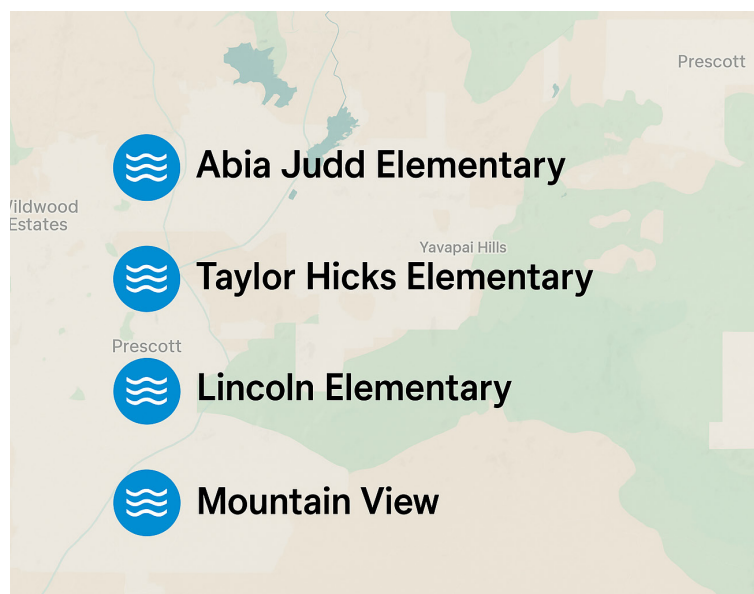 Prescott
Abia Judd Elementary
Estates
Yavapai Hills
Taylor Hicks Elementary
Prescott
Lincoln Elementary
Mountain View